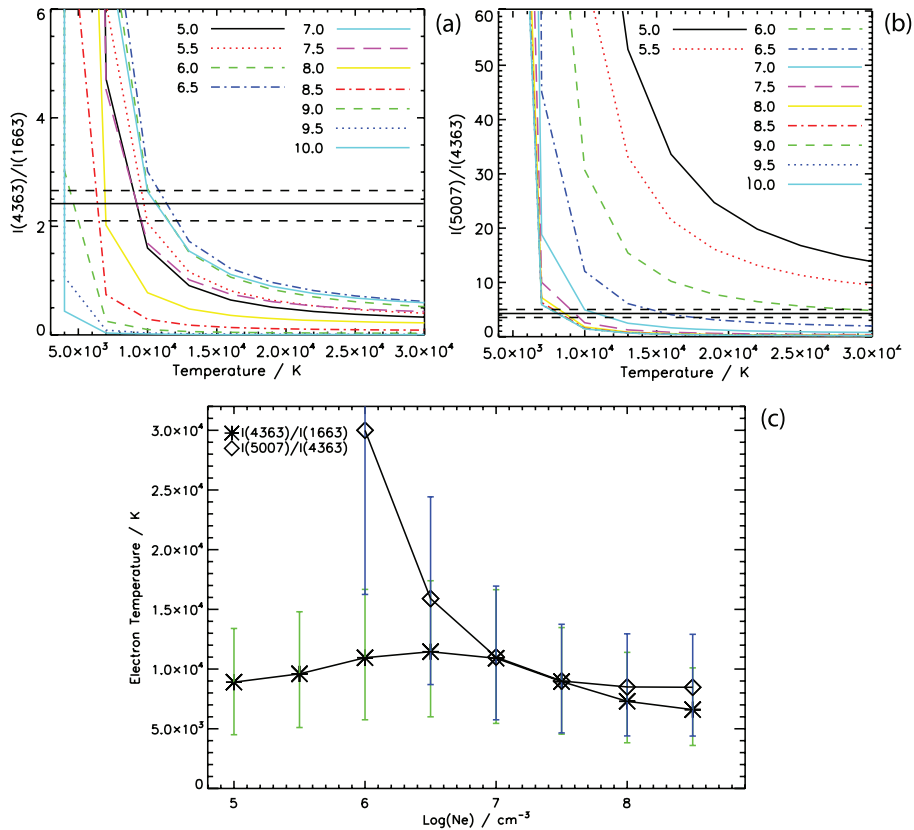 (a)
I(4363)/I(1663)
6
4
2
0
5.0 7.0
5.5 7.5
6.0 8.0
6.5 8.5
9.0
9.5
10.0
5.0×10³ 1.0×10⁴ 1.5×10⁴ 2.0×10⁴ 2.5×10⁴ 3.0×10⁴
Temperature / K
(b)
I(5007)/I(4363)
60
50
40
30
20
10
0
5.0 6.0
5.5 6.5
7.0
7.5
8.0
8.5
9.0
9.5
10.0
5.0×10³ 1.0×10⁴ 1.5×10⁴ 2.0×10⁴ 2.5×10⁴ 3.0×10⁴
Temperature / K
(c)
I(4363)/I(1663)
I(5007)/I(4363)
Electron Temperature / K
3.0×10⁴
2.5×10⁴
2.0×10⁴
1.5×10⁴
1.0×10⁴
5.0×10³
0
5 6 7 8
Log(Ne) / cm⁻³